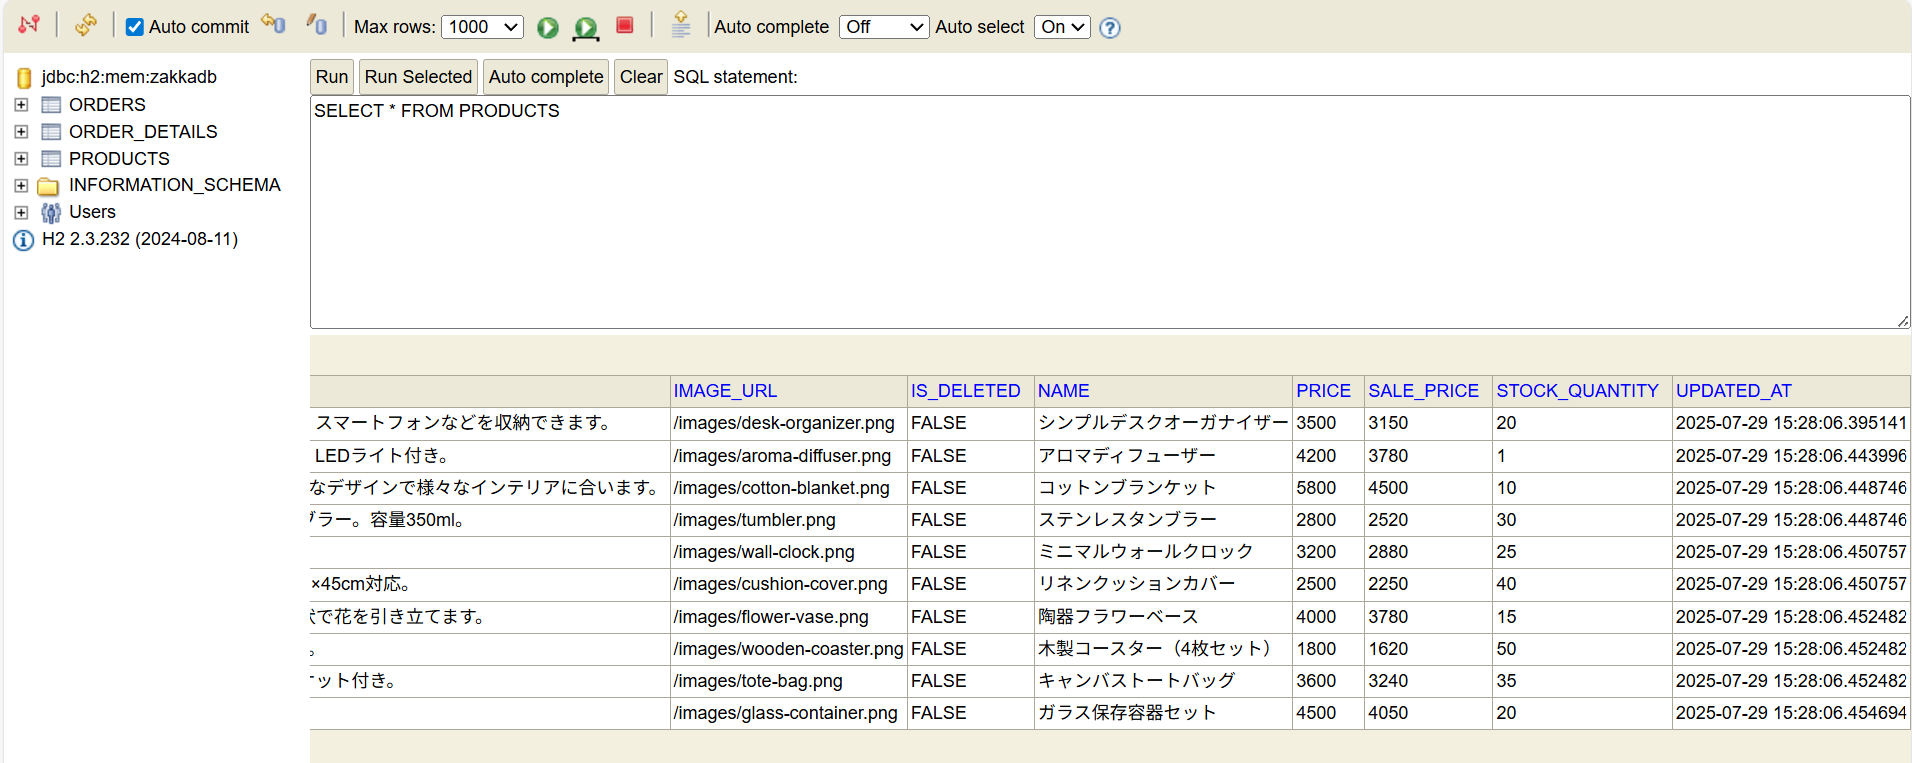 Auto commit Max rows: 1000 Auto complete Off Auto select On
jdbc:h2:mem:zakkadb
ORDERS
ORDER_DETAILS
PRODUCTS
INFORMATION_SCHEMA
Users
H2 2.3.232 (2024-08-11)
Run Run Selected Auto complete Clear SQL statement:
SELECT * FROM PRODUCTS
IMAGE_URL IS_DELETED NAME PRICE SALE_PRICE STOCK_QUANTITY UPDATED_AT
スマートフォンなどを収納できます。 /images/desk-organizer.png FALSE シンプルデスクオーガナイザー 3500 3150 20 2025-07-29 15:28:06.395141
LEDライト付き。 /images/aroma-diffuser.png FALSE アロマディフューザー 4200 3780 1 2025-07-29 15:28:06.443996
なデザインで様々なインテリアに合います。 /images/cotton-blanket.png FALSE コットンブランケット 5800 4500 10 2025-07-29 15:28:06.448746
ブラー。容量350ml。 /images/tumbler.png FALSE ステンレスタンブラー 2800 2520 30 2025-07-29 15:28:06.448746
/images/wall-clock.png FALSE ミニマルウォールクロック 3200 2880 25 2025-07-29 15:28:06.450757
×45cm対応。 /images/cushion-cover.png FALSE リネンクッションカバー 2500 2250 40 2025-07-29 15:28:06.450757
で花を引き立てます。 /images/flower-vase.png FALSE 陶器フラワーベース 4000 3780 15 2025-07-29 15:28:06.452482
。 /images/wooden-coaster.png FALSE 木製コースター（4枚セット） 1800 1620 50 2025-07-29 15:28:06.452482
ット付き。 /images/tote-bag.png FALSE キャンバストートバッグ 3600 3240 35 2025-07-29 15:28:06.452482
/images/glass-container.png FALSE ガラス保存容器セット 4500 4050 20 2025-07-29 15:28:06.454694